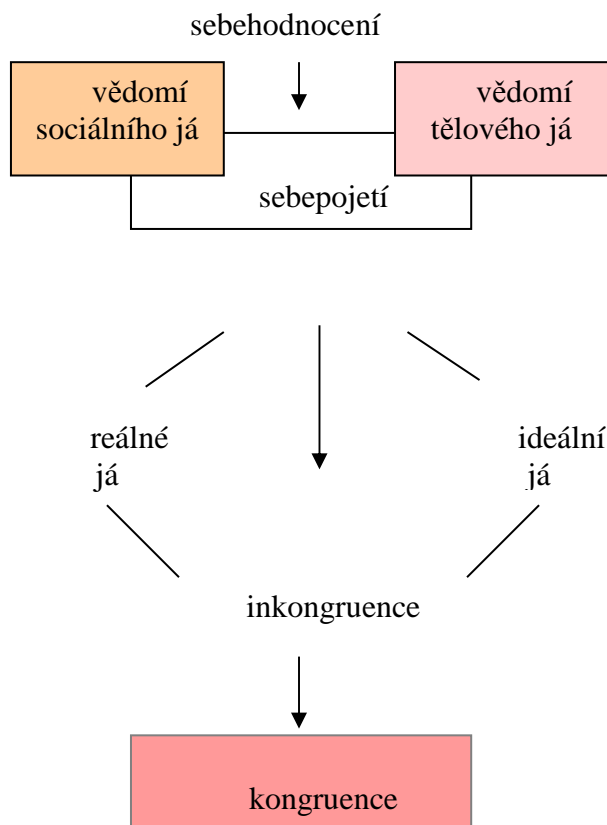 sebehodnocení
vědomí
sociálního já
vědomí
tělového já
sebepojetí
reálné
já
ideální
já
inkongruence
kongruence